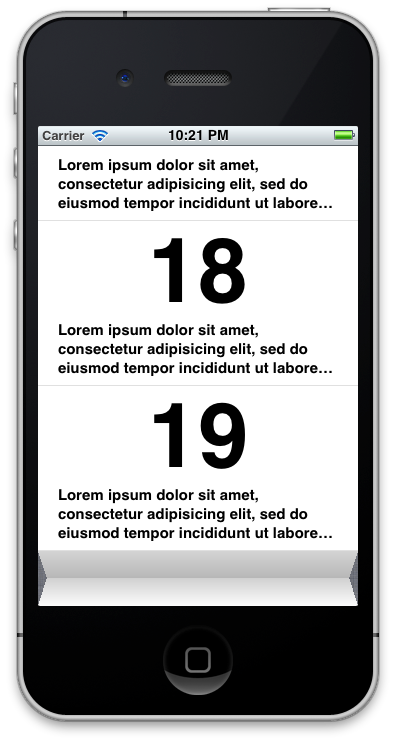 Carrier 10:21 PM
Lorem ipsum dolor sit amet,
consectetur adipisicing elit, sed do
eiusmod tempor incididunt ut labore...
18
Lorem ipsum dolor sit amet,
consectetur adipisicing elit, sed do
eiusmod tempor incididunt ut labore...
19
Lorem ipsum dolor sit amet,
consectetur adipisicing elit, sed do
eiusmod tempor incididunt ut labore...